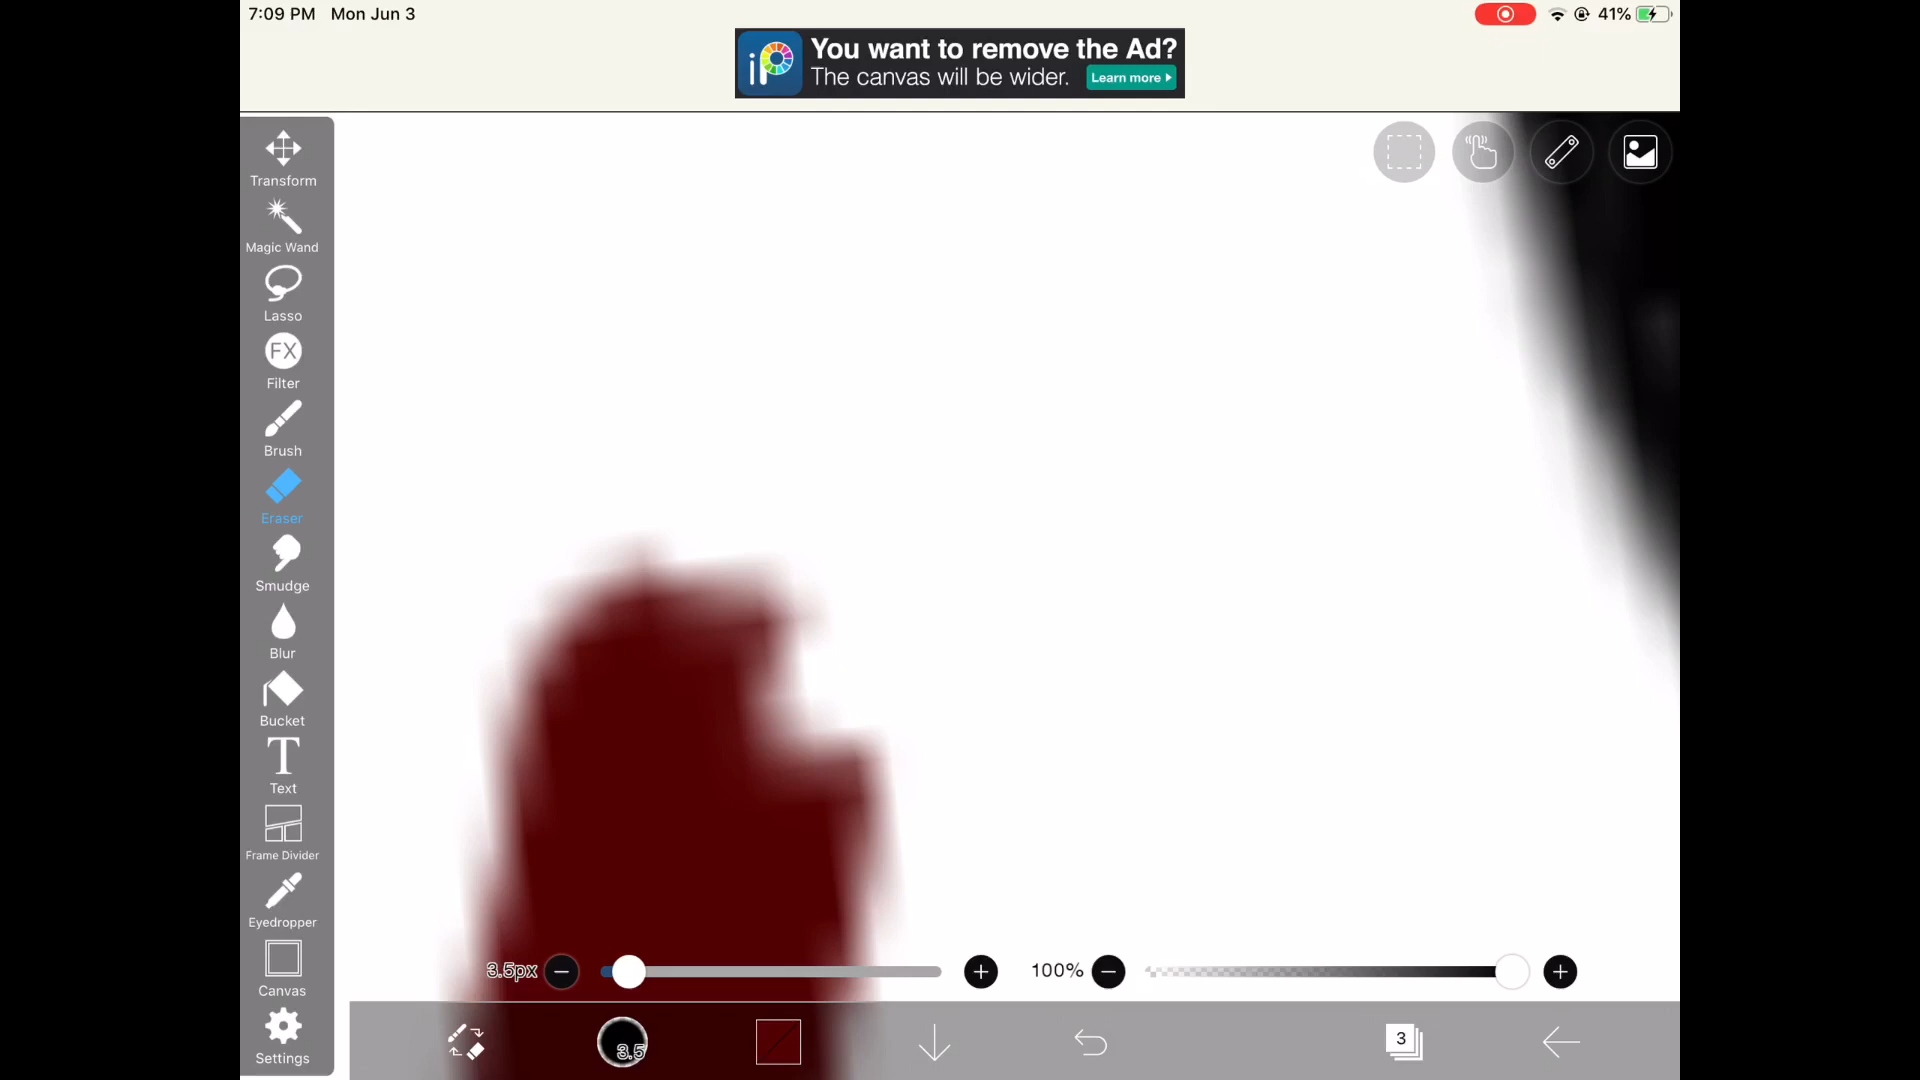 7:09 PM Mon Jun 3
41%
iP
You want to remove the Ad?
The canvas will be wider.
Learn more
Transform
Magic Wand
Lasso
FX
Filter
Brush
Eraser
Smudge
Blur
Bucket
T
Text
Frame Divider
Eyedropper
Canvas
Settings
3.5px
100%
3.5
3